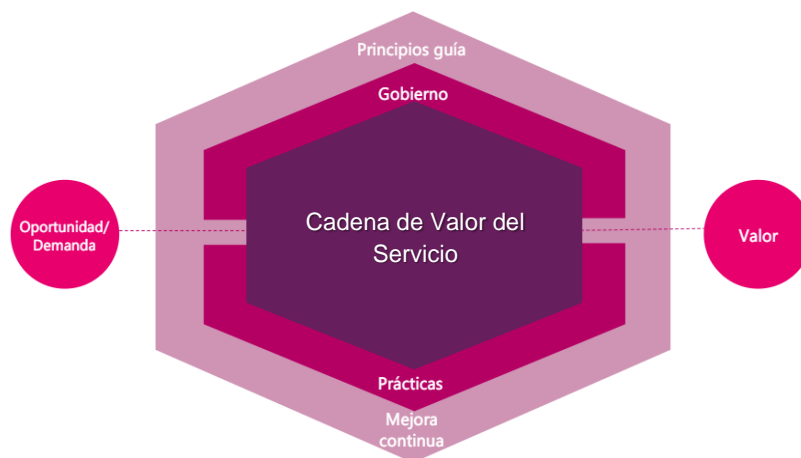 Principios guía
Gobierno
Oportunidad/
Demanda
Cadena de Valor del
Servicio
Valor
Prácticas
Mejora
continua